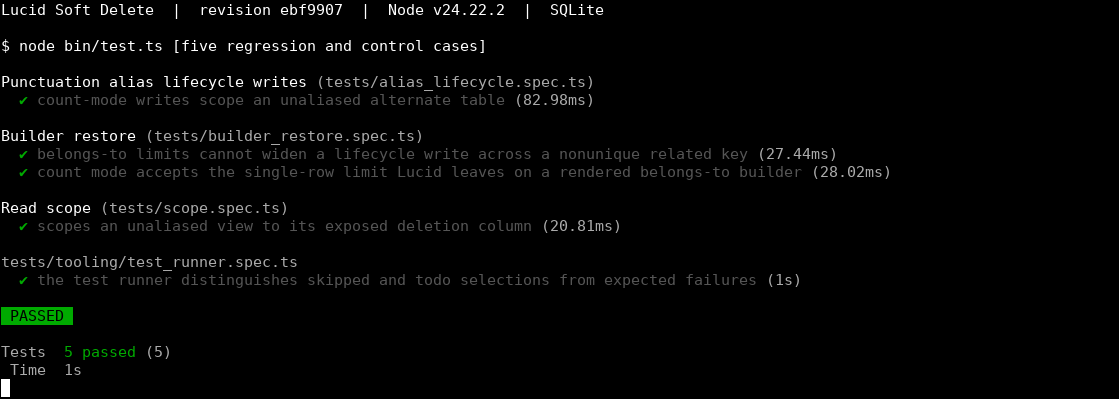 Lucid Soft Delete | revision ebf9907 | Node v24.22.2 | SQLite
$ node bin/test.ts [five regression and control cases]
Punctuation alias lifecycle writes (tests/alias_lifecycle.spec.ts)
✔ count-mode writes scope an unaliased alternate table (82.98ms)
Builder restore (tests/builder_restore.spec.ts)
✔ belongs-to limits cannot widen a lifecycle write across a nonunique related key (27.44ms)
✔ count mode accepts the single-row limit Lucid leaves on a rendered belongs-to builder (28.02ms)
Read scope (tests/scope.spec.ts)
✔ scopes an unaliased view to its exposed deletion column (20.81ms)
tests/tooling/test_runner.spec.ts
✔ the test runner distinguishes skipped and todo selections from expected failures (1s)
PASSED
Tests 5 passed (5)
Time 1s